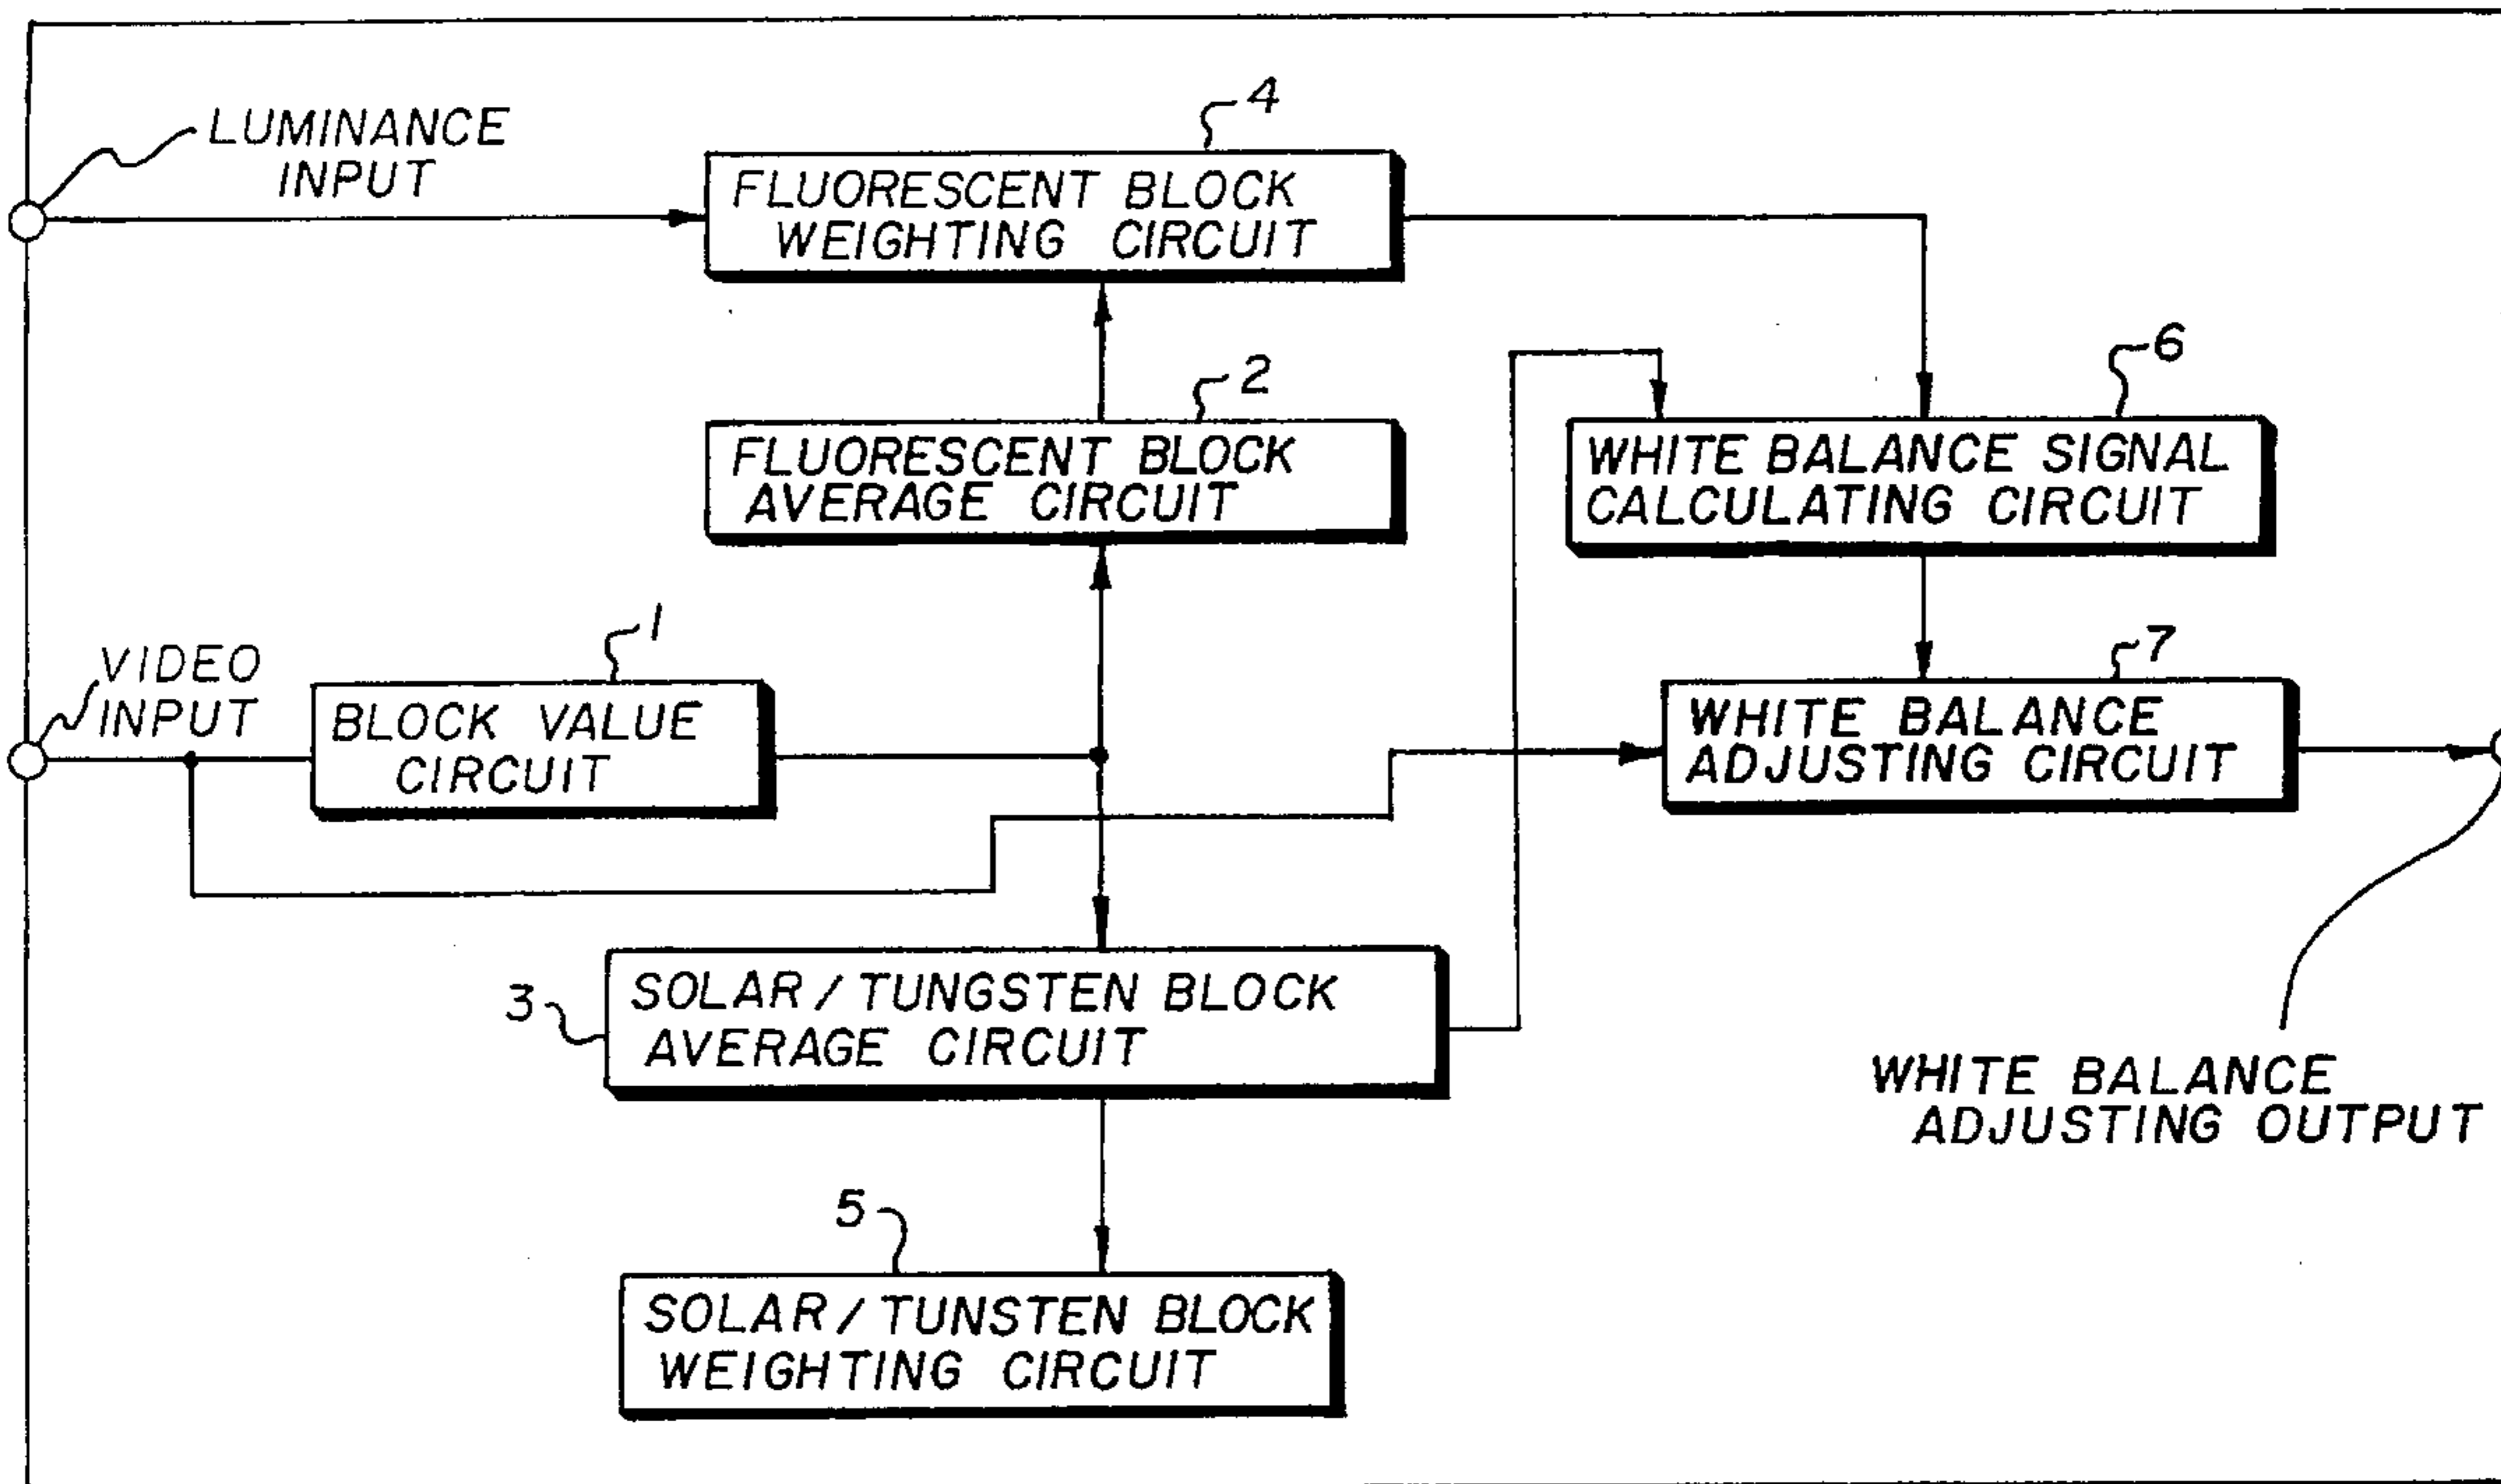 LUMINANCE
INPUT
4
FLUORESCENT BLOCK
WEIGHTING CIRCUIT
2
FLUORESCENT BLOCK
AVERAGE CIRCUIT
6
WHITE BALANCE SIGNAL
CALCULATING CIRCUIT
VIDEO
INPUT
1
BLOCK VALUE
CIRCUIT
7
WHITE BALANCE
ADJUSTING CIRCUIT
3
SOLAR / TUNGSTEN BLOCK
AVERAGE CIRCUIT
WHITE BALANCE
ADJUSTING OUTPUT
5
SOLAR / TUNSTEN BLOCK
WEIGHTING CIRCUIT